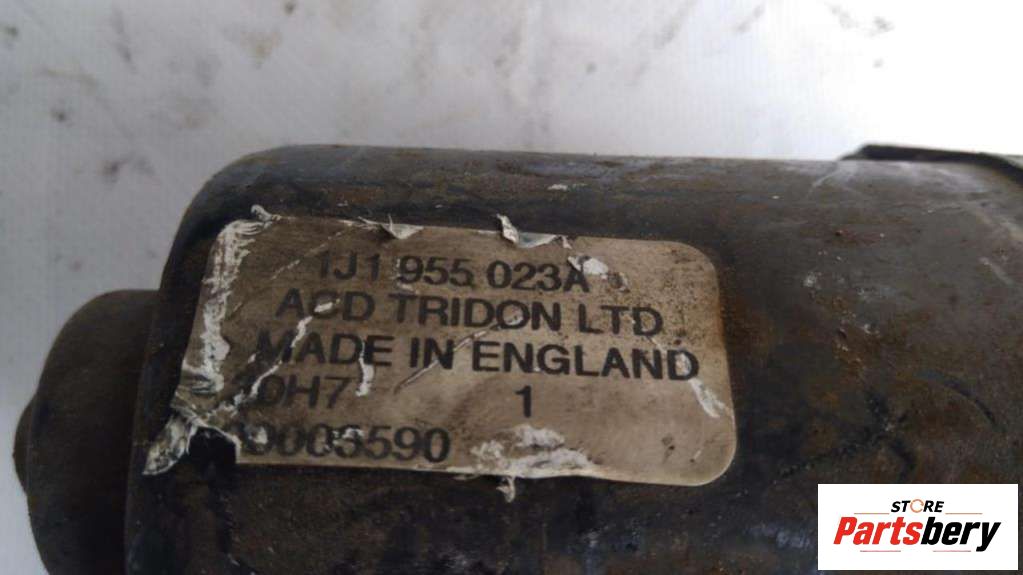 1J1 955 023A
ACD TRIDON LTD
MADE IN ENGLAND
0H7 1
0005590
STORE
Partsbery